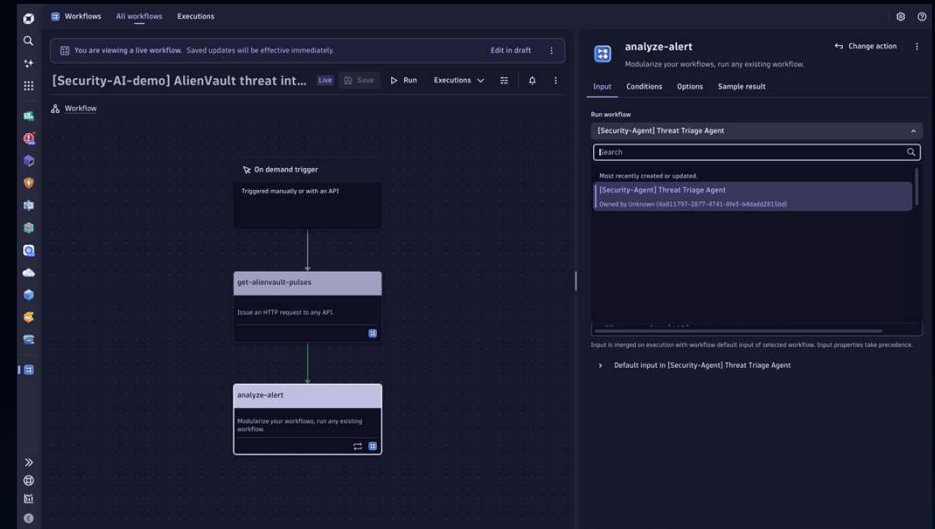 Workflows All workflows Executions
You are viewing a live workflow. Saved updates will be effective immediately. Edit in draft
[Security-AI-demo] AlienVault threat int... Live Save Run Executions
Workflow
On demand trigger
Triggered manually or with an API
get-alienvault-pulses
Issue an HTTP request to any API.
analyze-alert
Modularize your workflows, run any existing
workflow.
analyze-alert Change action
Modularize your workflows, run any existing workflow.
Input Conditions Options Sample result
Run workflow
[Security-Agent] Threat Triage Agent
Search
Most recently created or updated.
[Security-Agent] Threat Triage Agent
Owned by Unknown (4a811797-2877-4741-8fe3-b4dadd2815bd)
Input is merged on execution with workflow default input of selected workflow. Input properties take precedence.
Default input in [Security-Agent] Threat Triage Agent